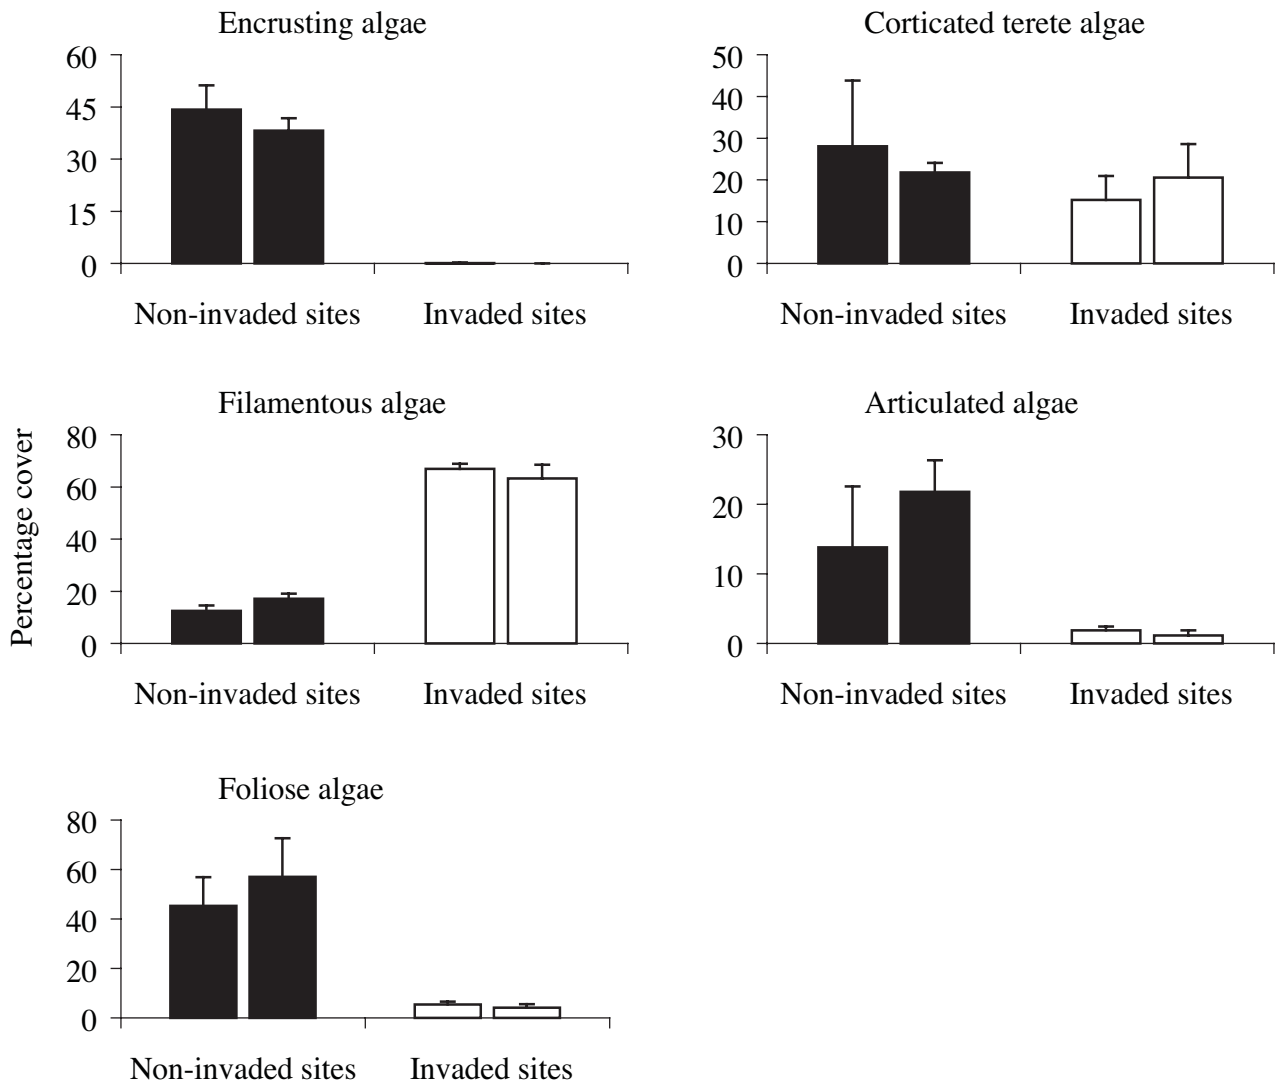 Encrusting algae
60
45
30
15
0
Non-invaded sites Invaded sites
Corticated terete algae
50
40
30
20
10
0
Non-invaded sites Invaded sites
Percentage cover
Filamentous algae
80
60
40
20
0
Non-invaded sites Invaded sites
Articulated algae
30
20
10
0
Non-invaded sites Invaded sites
Foliose algae
80
60
40
20
0
Non-invaded sites Invaded sites